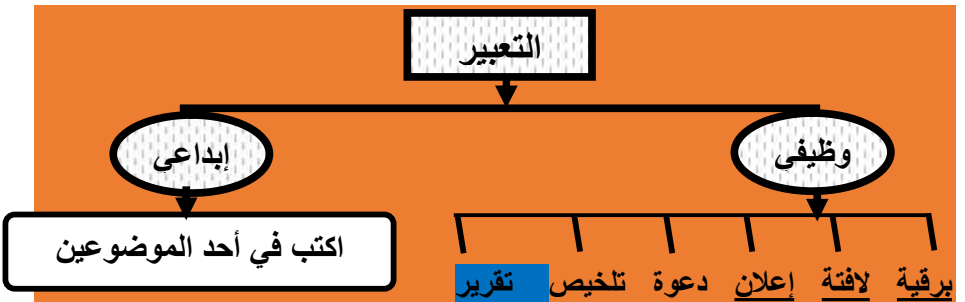 التعبير
وظيفي
إبداعي
اكتب في أحد الموضوعين
برقية لافتة إعلان دعوة تلخيص تقرير